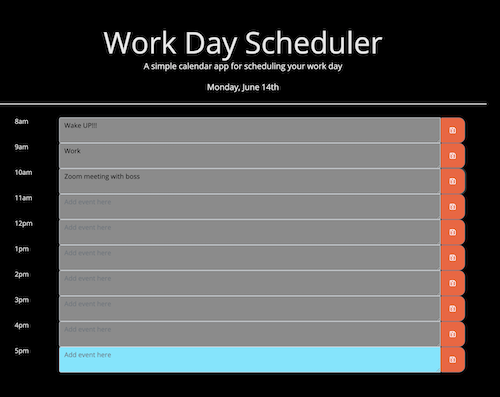 Work Day Scheduler
A simple calendar app for scheduling your work day
Monday, June 14th
8am Wake UP!!!
9am Work
10am Zoom meeting with boss
11am Add event here
12pm Add event here
1pm Add event here
2pm Add event here
3pm Add event here
4pm Add event here
5pm Add event here